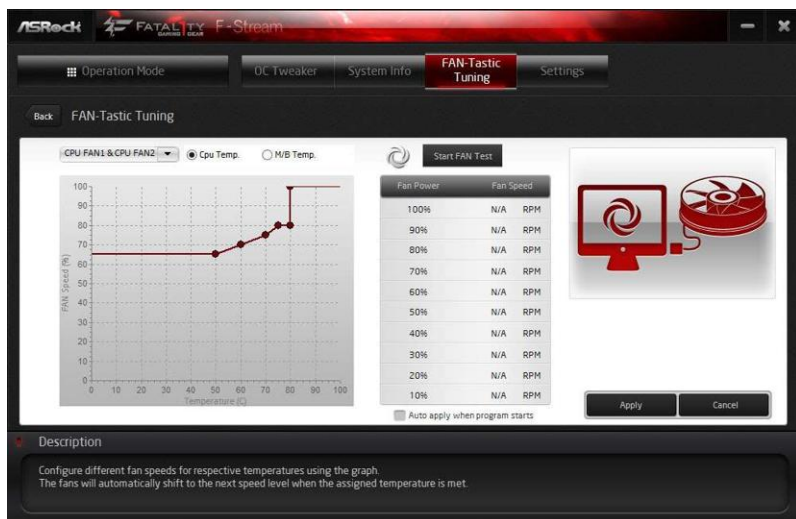 ASRock FATAL1TY GAMING GEAR F-Stream
Operation Mode OC Tweaker System Info FAN-Tastic Tuning Settings
Back FAN-Tastic Tuning
CPU FAN1 & CPU FAN2 Cpu Temp. M/B Temp. Start FAN Test
Fan Power Fan Speed
100% N/A RPM
90% N/A RPM
80% N/A RPM
70% N/A RPM
60% N/A RPM
50% N/A RPM
40% N/A RPM
30% N/A RPM
20% N/A RPM
10% N/A RPM
FAN Speed (%)
100
90
80
70
60
50
40
30
20
10
0
0 10 20 30 40 50 60 70 80 90 100
Temperature (C)
Auto apply when program starts
Apply Cancel
Description
Configure different fan speeds for respective temperatures using the graph.
The fans will automatically shift to the next speed level when the assigned temperature is met.